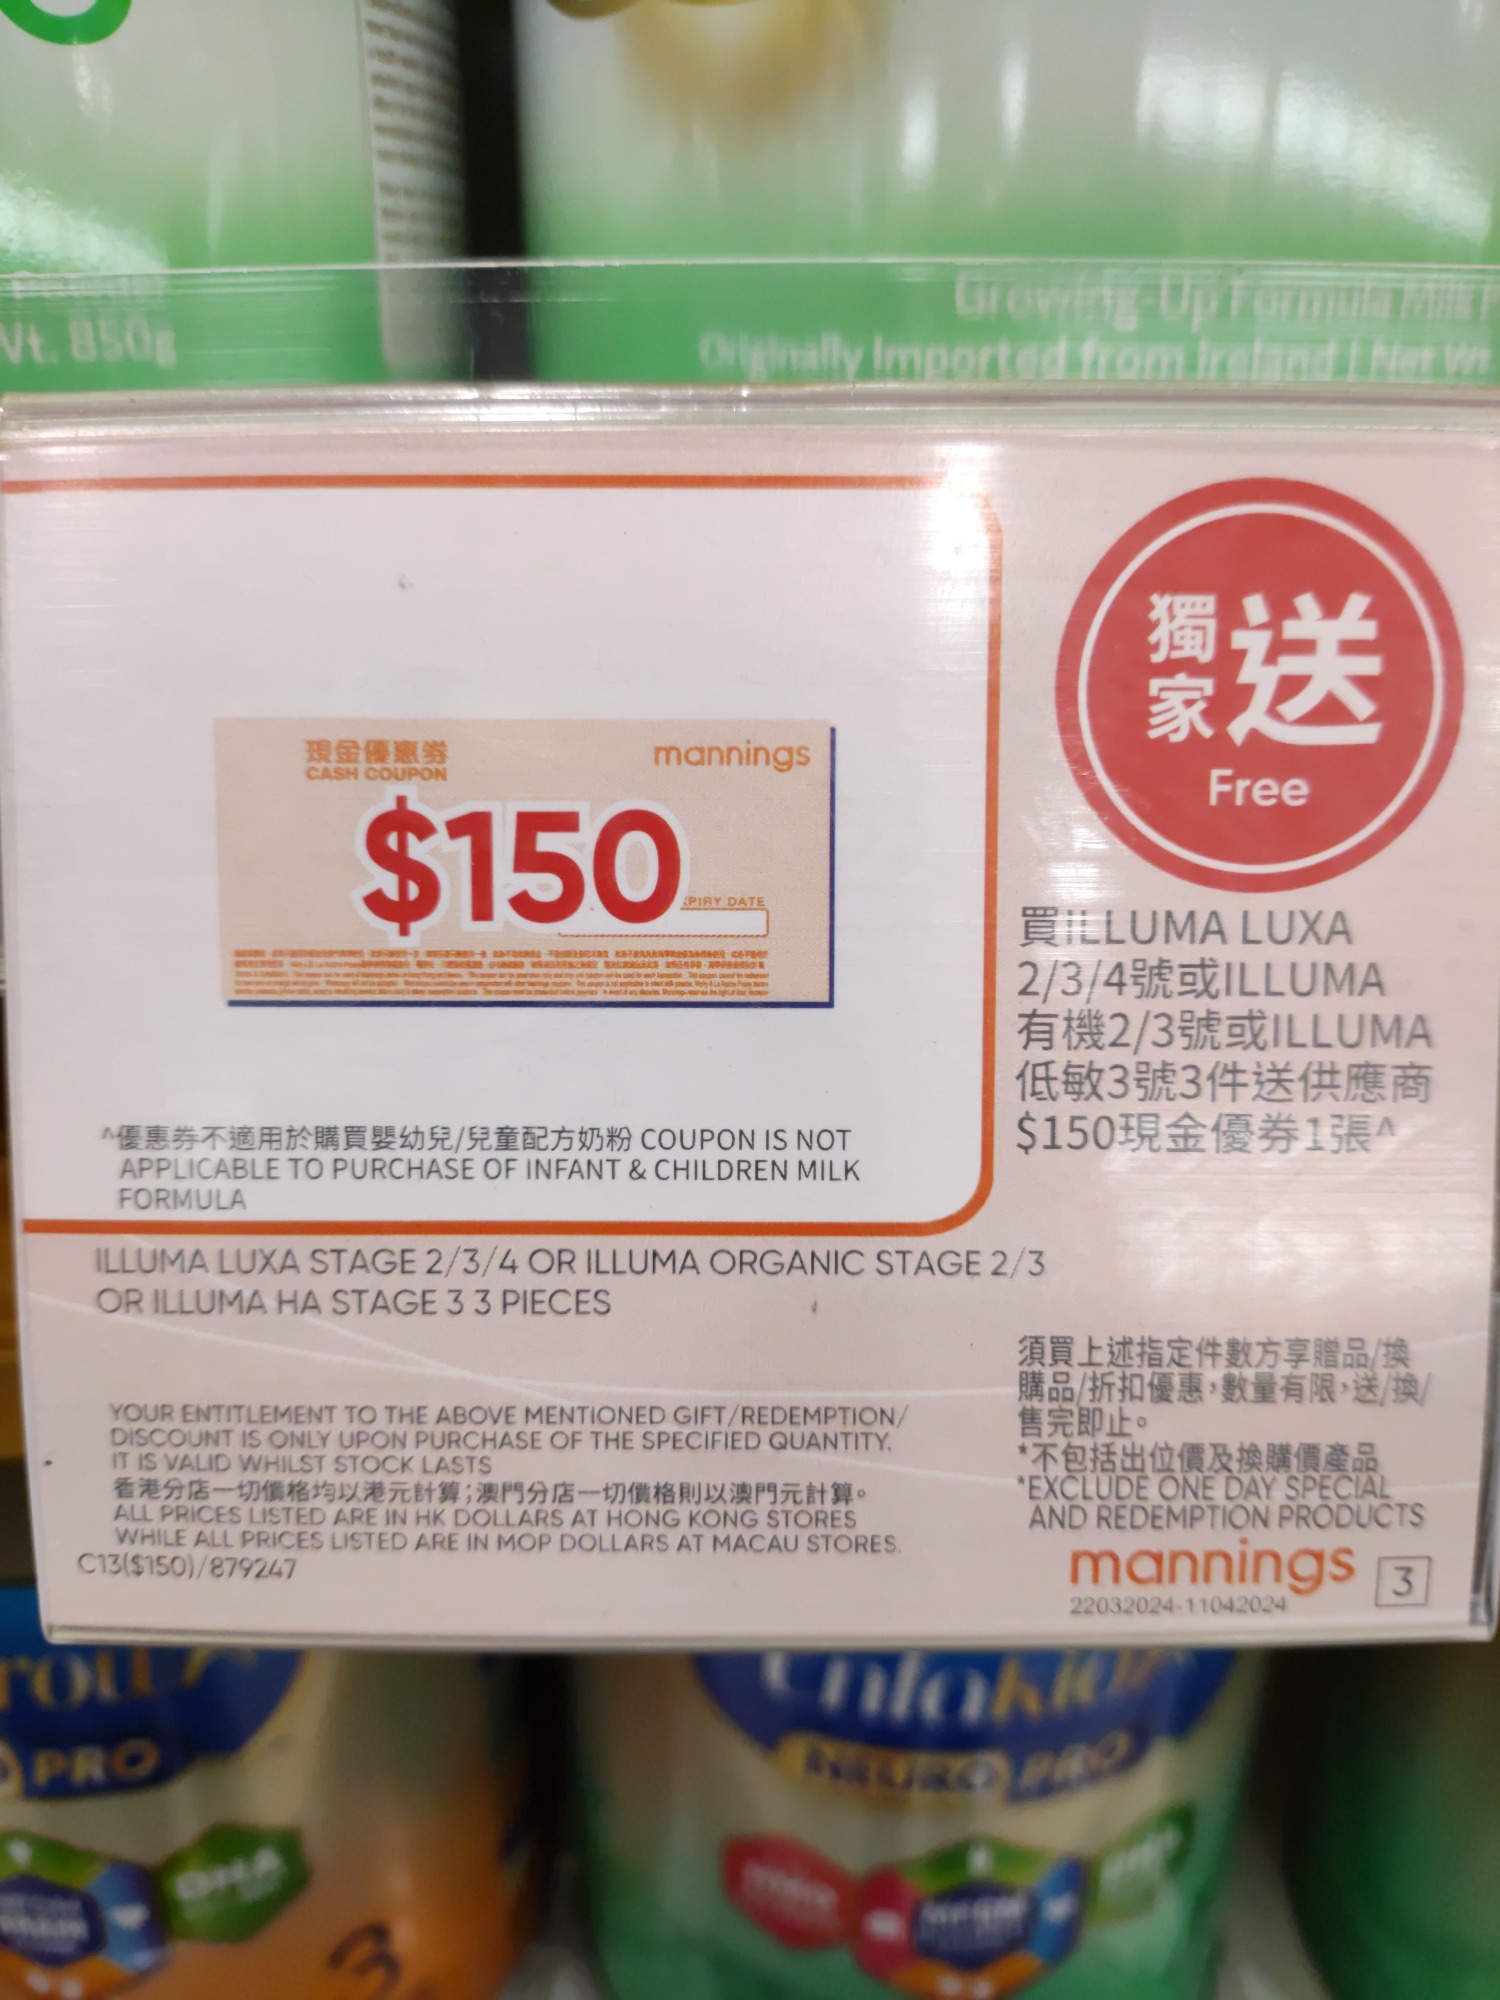 Wt. 850g
Growing-Up Formula Milk
Originally Imported from Ireland | Net Wt
獨家送
Free
現金優惠券
CASH COUPON
mannings
$150
PIRY DATE
買ILLUMA LUXA
2/3/4號或ILLUMA
有機2/3號或ILLUMA
低敏3號3件送供應商
$150現金優券1張^
^優惠券不適用於購買嬰幼兒/兒童配方奶粉 COUPON IS NOT
APPLICABLE TO PURCHASE OF INFANT & CHILDREN MILK
FORMULA
ILLUMA LUXA STAGE 2/3/4 OR ILLUMA ORGANIC STAGE 2/3
OR ILLUMA HA STAGE 3 3 PIECES
須買上述指定件數方享贈品/換
購品/折扣優惠,數量有限,送/換/
售完即止。
*不包括出位價及換購價產品
*EXCLUDE ONE DAY SPECIAL
AND REDEMPTION PRODUCTS
YOUR ENTITLEMENT TO THE ABOVE MENTIONED GIFT/REDEMPTION/
DISCOUNT IS ONLY UPON PURCHASE OF THE SPECIFIED QUANTITY.
IT IS VALID WHILST STOCK LASTS
香港分店一切價格均以港元計算;澳門分店一切價格則以澳門元計算。
ALL PRICES LISTED ARE IN HK DOLLARS AT HONG KONG STORES
WHILE ALL PRICES LISTED ARE IN MOP DOLLARS AT MACAU STORES.
C13($150)/879247
mannings
3
22032024-11042024
PRO
DHA
3
NEURO PRO